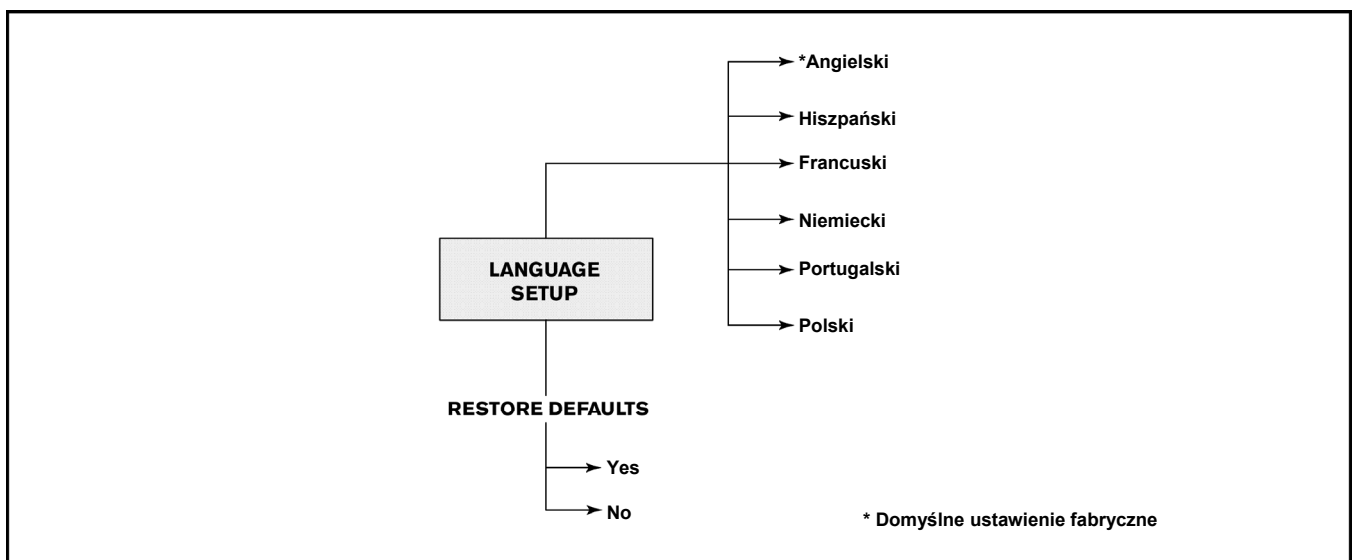 *Angielski
Hiszpański
Francuski
Niemiecki
LANGUAGE
SETUP
Portugalski
Polski
RESTORE DEFAULTS
Yes
No
* Domyślne ustawienie fabryczne